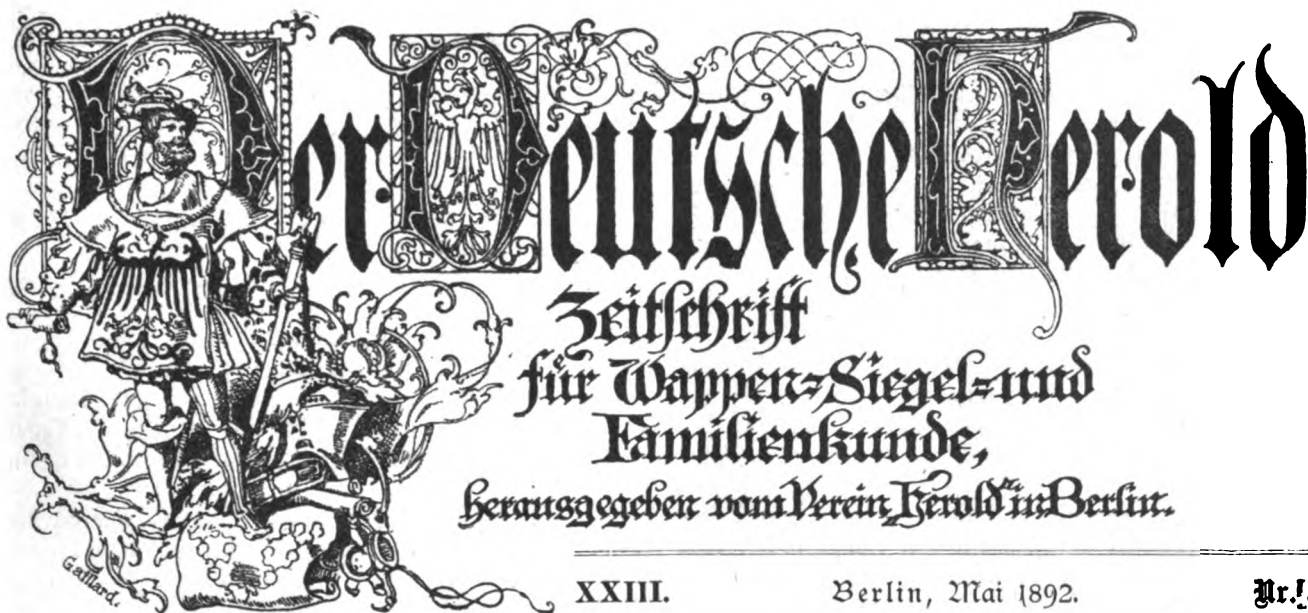 Der Deutsche Herold
Zeitschrift
für Wappen-Siegel-und
Familienkunde,
herausgegeben vom Verein „Herold“ in Berlin.
XXIII. Berlin, Mai 1892. Nr.